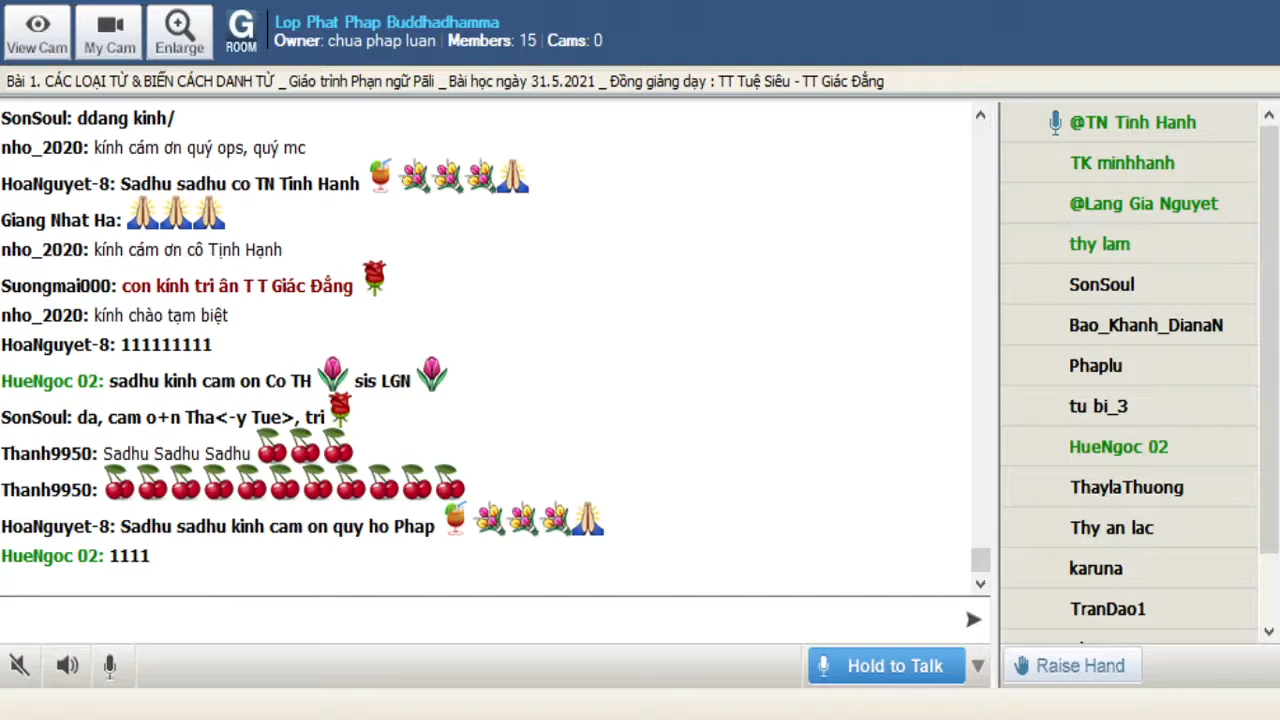 View Cam
My Cam
Enlarge
G
ROOM
Lop Phat Phap Buddhadhamma
Owner: chua phap luan | Members: 15 | Cams: 0
Bài 1. CÁC LOẠI TỪ & BIẾN CÁCH DANH TỪ _ Giáo trình Phạn ngữ Pāli _ Bài học ngày 31.5.2021 _ Đồng giảng dạy : TT Tuệ Siêu - TT Giác Đẳng
SonSoul: ddang kinh/
nho_2020: kính cám ơn quý ops, quý mc
HoaNguyet-8: Sadhu sadhu co TN Tinh Hanh
Giang Nhat Ha:
nho_2020: kính cám ơn cô Tịnh Hạnh
Suongmai000: con kính tri ân T T Giác Đẳng
nho_2020: kính chào tạm biệt
HoaNguyet-8: 111111111
HueNgoc 02: sadhu kinh cam on Co TH sis LGN
SonSoul: da, cam o+n Tha<-y Tue>, tri
Thanh9950: Sadhu Sadhu Sadhu
Thanh9950:
HoaNguyet-8: Sadhu sadhu kinh cam on quy ho Phap
HueNgoc 02: 1111
@TN Tinh Hanh
TK minhhanh
@Lang Gia Nguyet
thy lam
SonSoul
Bao_Khanh_DianaN
Phaplu
tu bi_3
HueNgoc 02
ThaylaThuong
Thy an lac
karuna
TranDao1
Hold to Talk
Raise Hand